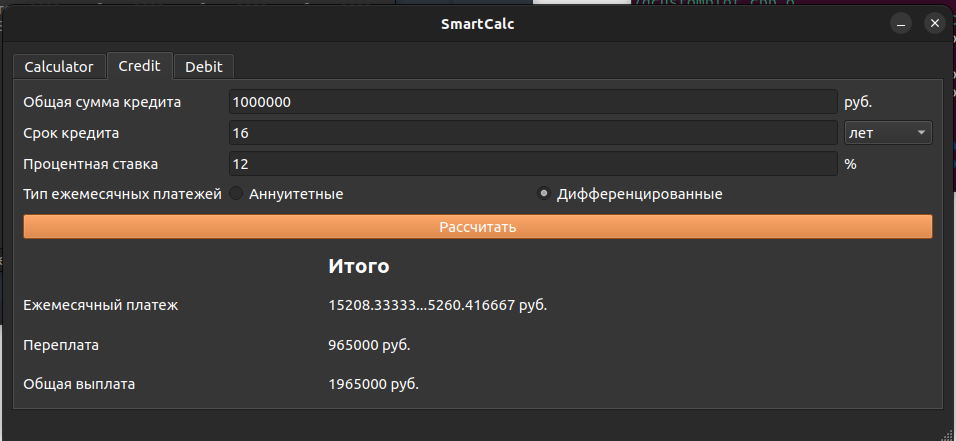 SmartCalc
Calculator Credit Debit
Общая сумма кредита 1000000 руб.
Срок кредита 16 лет
Процентная ставка 12 %
Тип ежемесячных платежей Аннуитетные Дифференцированные
Рассчитать
Итого
Ежемесячный платеж 15208.33333...5260.416667 руб.
Переплата 965000 руб.
Общая выплата 1965000 руб.